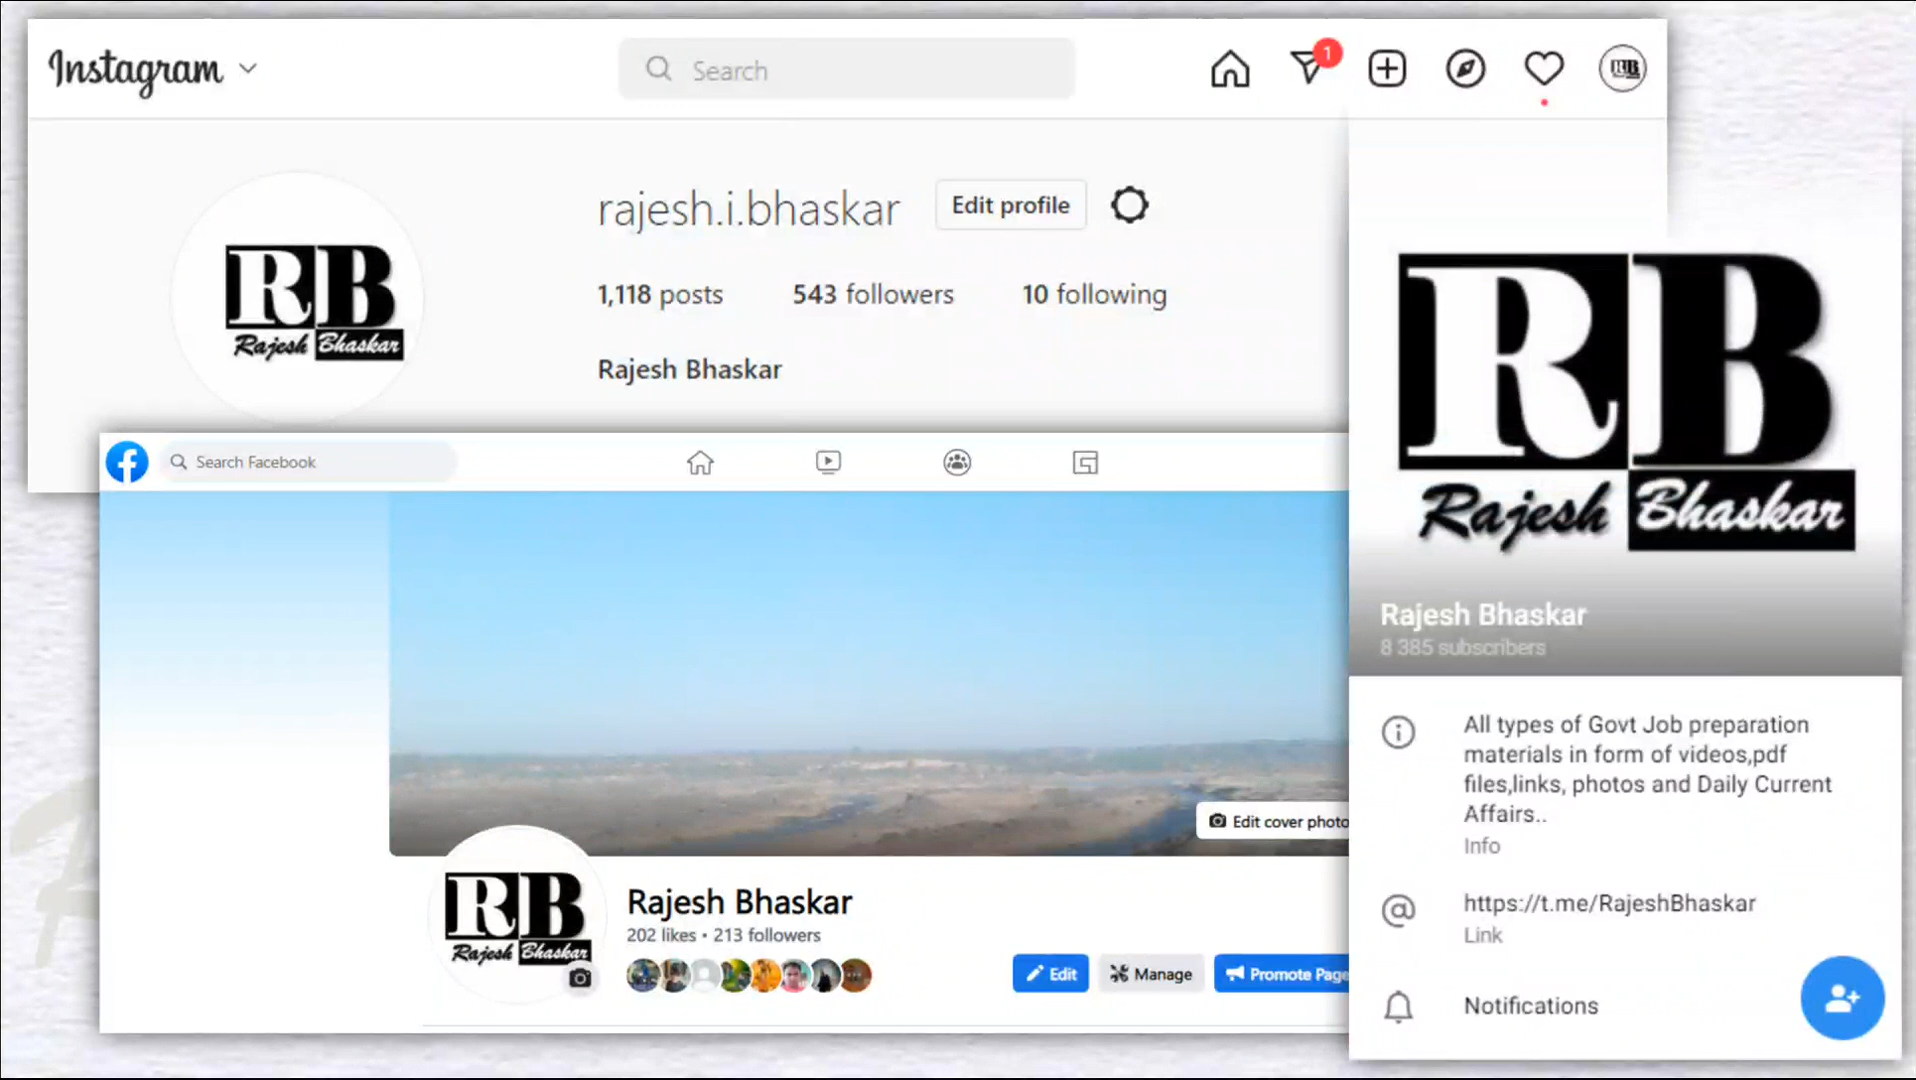 Instagram
Search
1
RB
rajesh.i.bhaskar
Edit profile
1,118 posts
543 followers
10 following
Rajesh Bhaskar
RB
Rajesh Bhaskar
Search Facebook
Edit cover photo
RB
Rajesh Bhaskar
Rajesh Bhaskar
202 likes • 213 followers
Edit
Manage
Promote Page
RB
Rajesh Bhaskar
Rajesh Bhaskar
8 385 subscribers
All types of Govt Job preparation
materials in form of videos,pdf
files,links, photos and Daily Current
Affairs..
Info
https://t.me/RajeshBhaskar
Link
Notifications